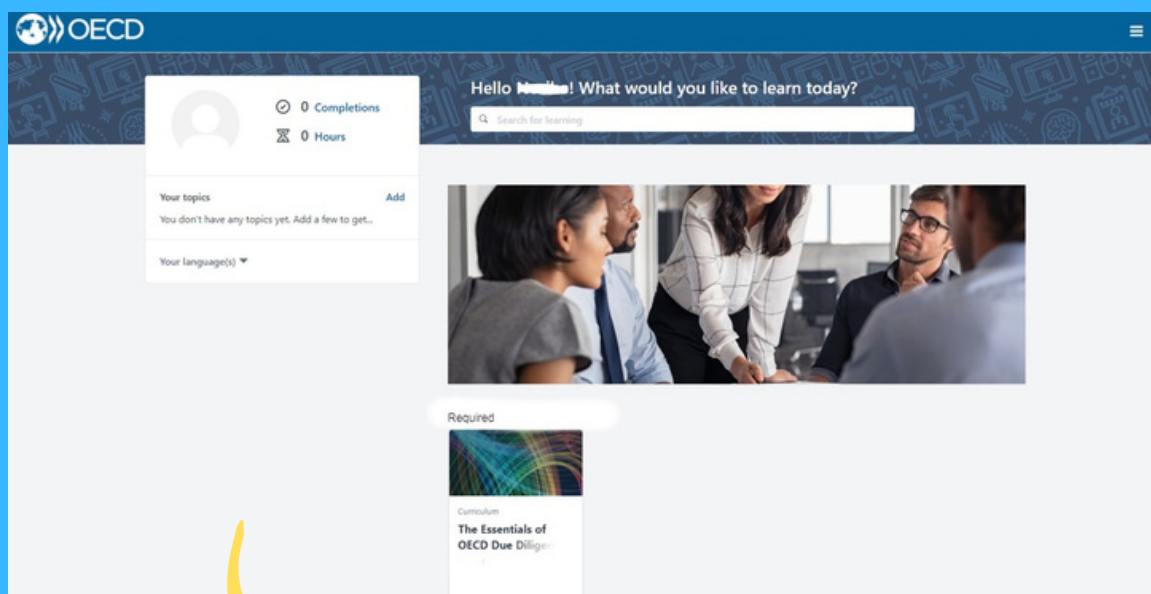 OECD
Hello ! What would you like to learn today?
Search for learning
0 Completions
0 Hours
Your topics Add
You don't have any topics yet. Add a few to get...
Your language(s)
Required
Curriculum
The Essentials of
OECD Due